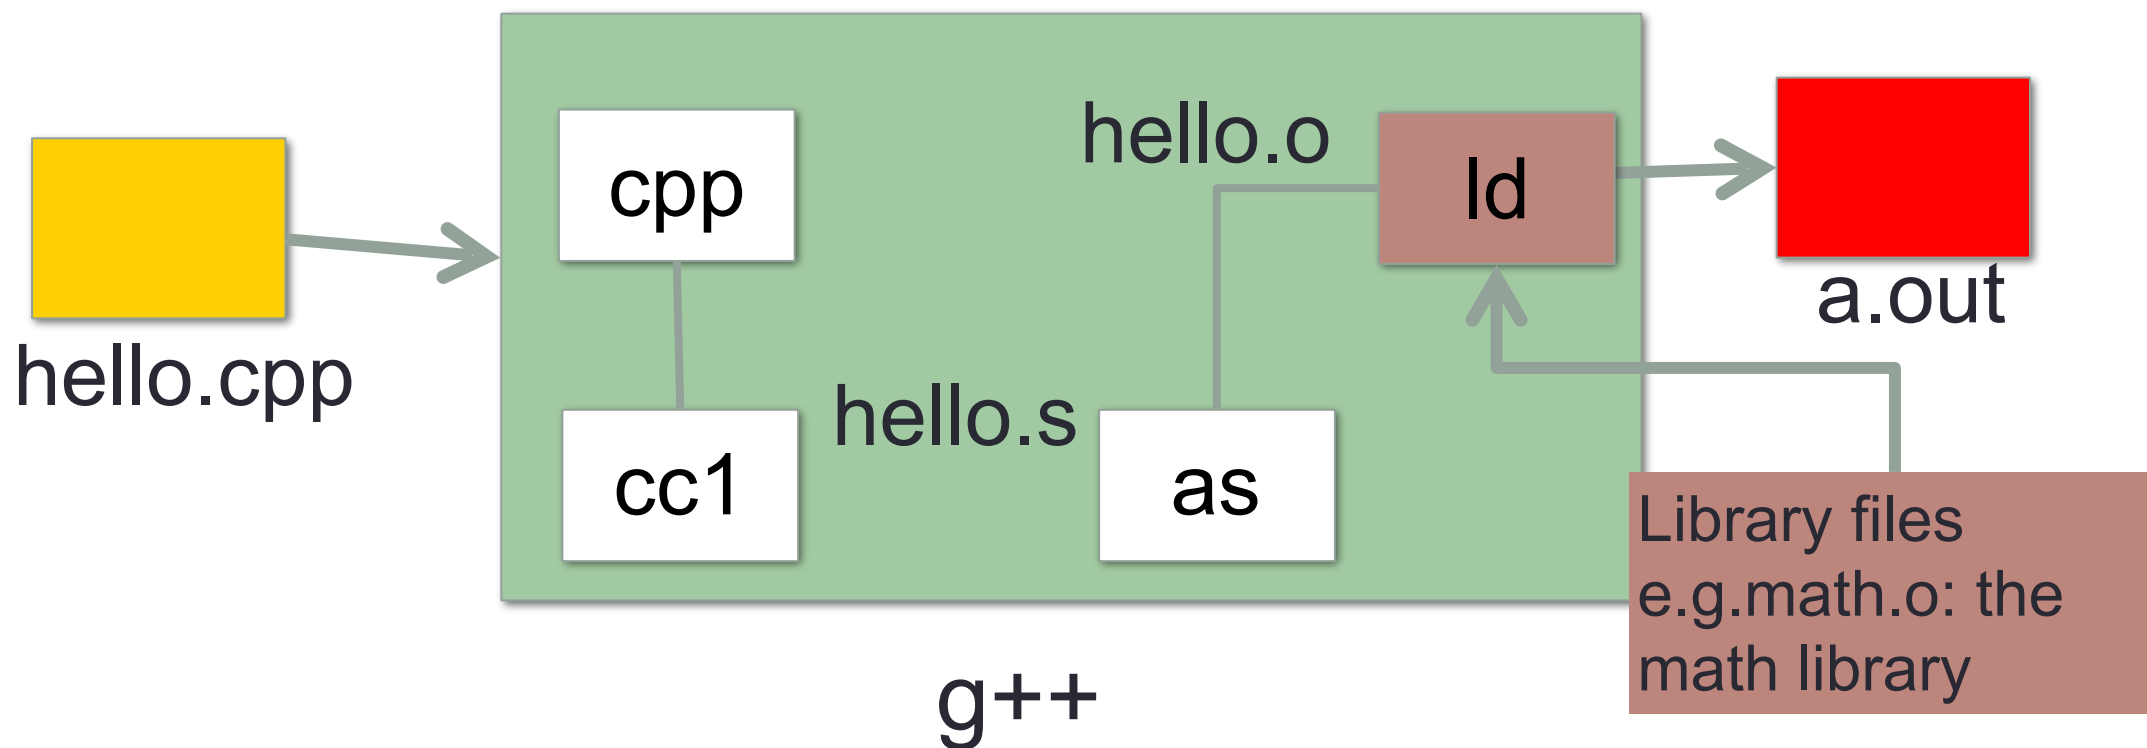 hello.cpp
cpp
cc1
hello.s
as
hello.o
ld
a.out
Library files
e.g.math.o: the
math library
g++